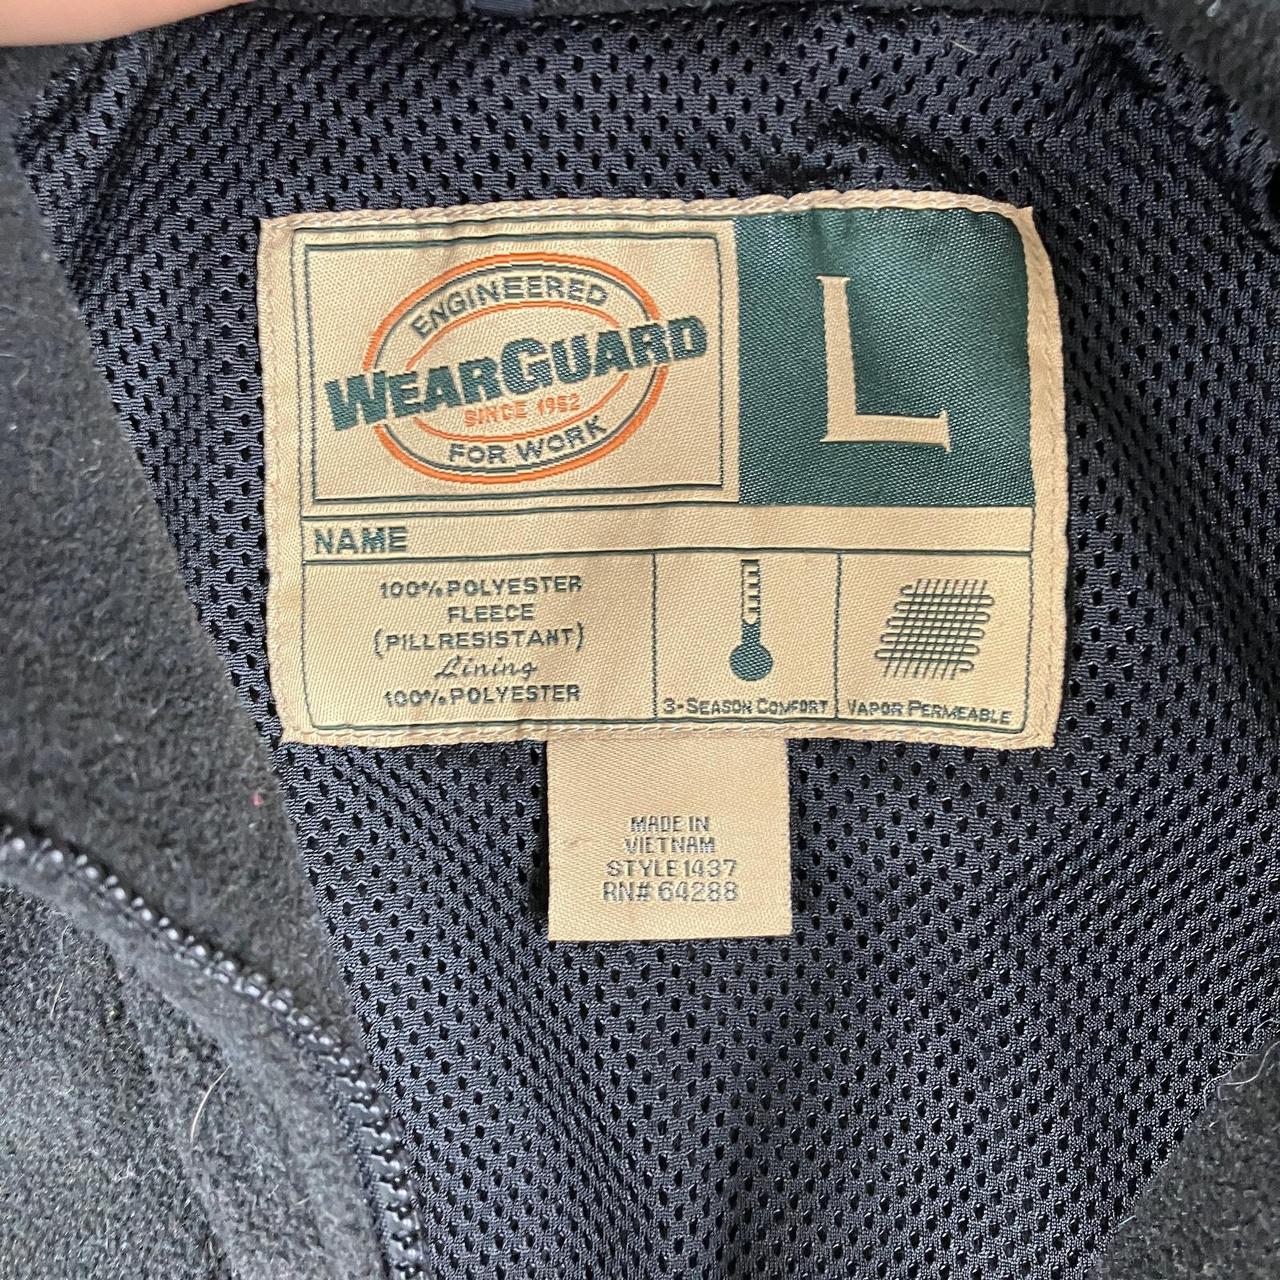 ENGINEERED
WEARGUARD
SINCE 1952
FOR WORK
L
NAME
100% POLYESTER
FLEECE
(PILLRESISTANT)
Lining
100% POLYESTER
3-SEASON COMFORT
VAPOR PERMEABLE
MADE IN
VIETNAM
STYLE 1437
RN# 64288